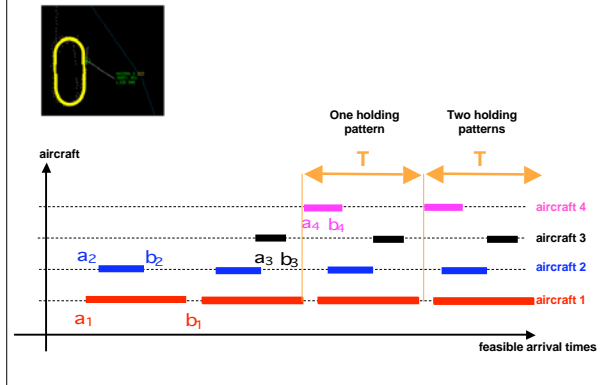 One holding
pattern
Two holding
patterns
T
T
aircraft
aircraft 4
a4 b4
aircraft 3
a3 b3
a2 b2
aircraft 2
aircraft 1
a1 b1
feasible arrival times